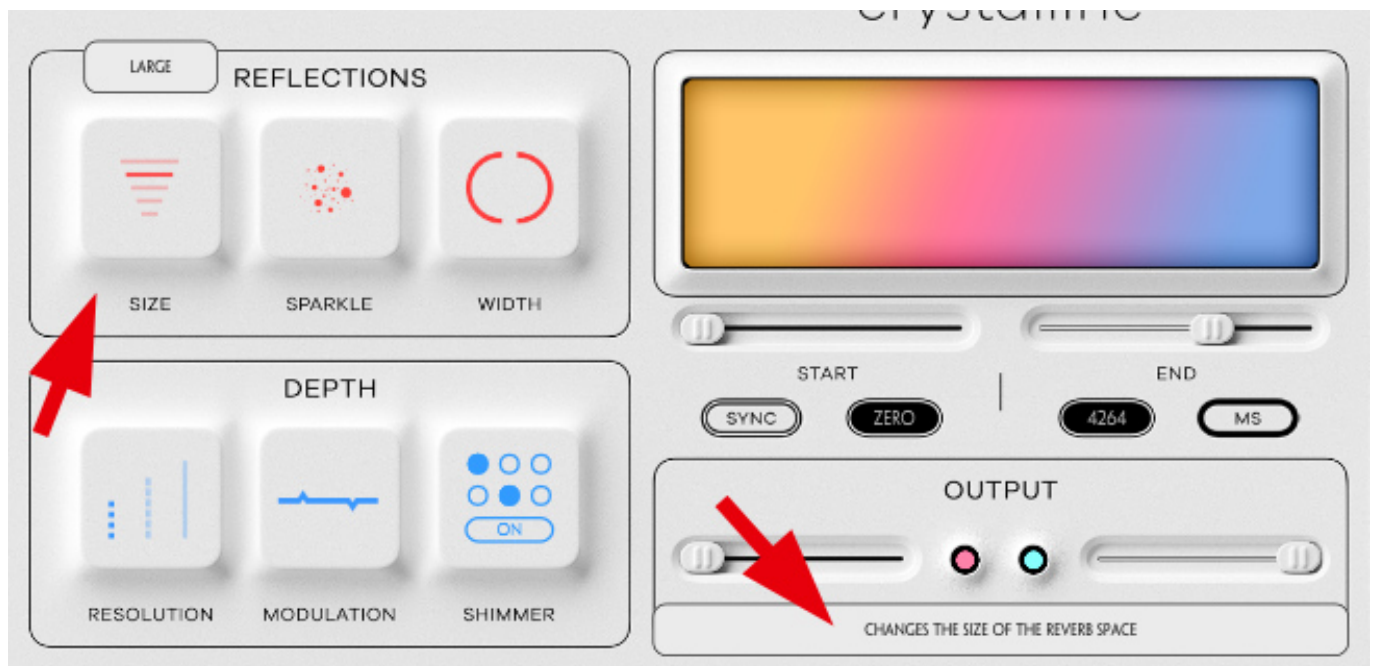 LARGE
REFLECTIONS
SIZE SPARKLE WIDTH
DEPTH
ON
RESOLUTION MODULATION SHIMMER
START END
SYNC ZERO 4264 MS
OUTPUT
CHANGES THE SIZE OF THE REVERB SPACE